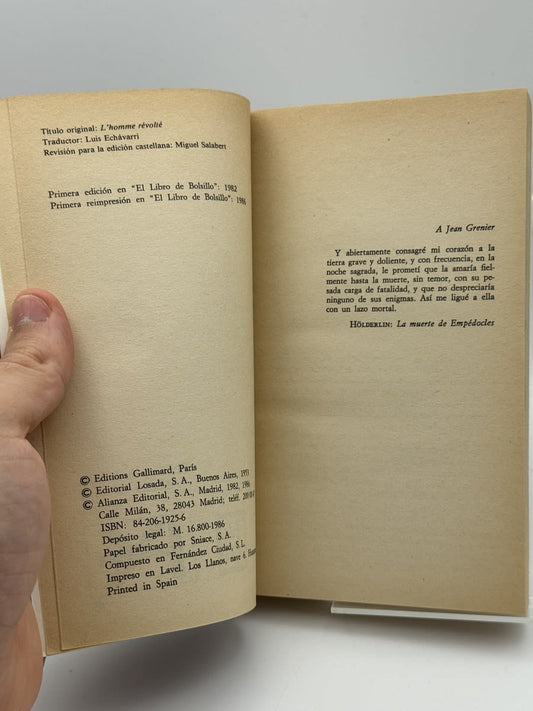 Título original: L'homme révolté
Traductor: Luis Echávarri
Revisión para la edición castellana: Miguel Salabert
Primera edición en "El Libro de Bolsillo": 1982
Primera reimpresión en "El Libro de Bolsillo": 1986
© Editions Gallimard, París
© Editorial Losada, S. A., Buenos Aires, 1953
© Alianza Editorial, S. A., Madrid, 1982, 1986
Calle Milán, 38, 28043 Madrid; teléf.
ISBN: 84-206-1925-6
Depósito legal: M. 16.800-1986
Papel fabricado por Sniace, S. A.
Compuesto en Fernández Ciudad, S. L.
Impreso en Lavel. Los Llanos, nave 6.
Printed in Spain
A Jean Grenier
Y abiertamente consagré mi corazón a la
tierra grave y doliente, y con frecuencia, en la
noche sagrada, le prometí que la amaría fiel-
mente hasta la muerte, sin temor, con su pe-
sada carga de fatalidad, y que no despreciaría
ninguno de sus enigmas. Así me ligué a ella
con un lazo mortal.
HÖLDERLIN: La muerte de Empédocles